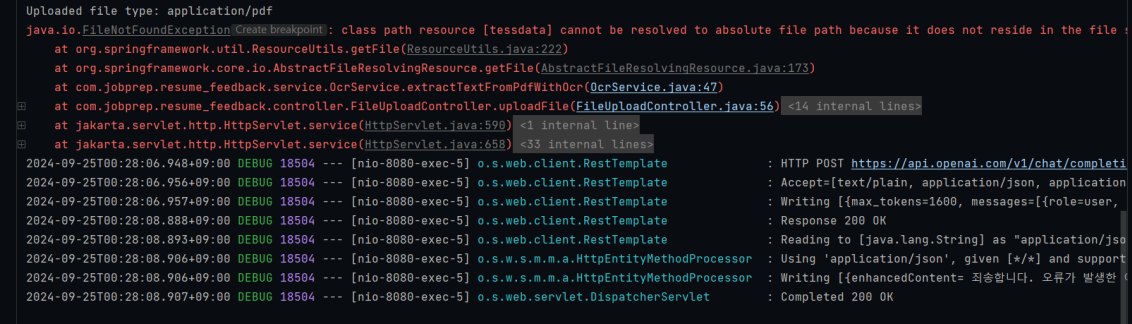 Uploaded file type: application/pdf
java.io.FileNotFoundException Create breakpoint : class path resource [tessdata] cannot be resolved to absolute file path because it does not reside in the file
at org.springframework.util.ResourceUtils.getFile(ResourceUtils.java:222)
at org.springframework.core.io.AbstractFileResolvingResource.getFile(AbstractFileResolvingResource.java:173)
at com.jobprep.resume_feedback.service.OcrService.extractTextFromPdfWithOcr(OcrService.java:47)
at com.jobprep.resume_feedback.controller.FileUploadController.uploadFile(FileUploadController.java:56) <14 internal lines>
at jakarta.servlet.http.HttpServlet.service(HttpServlet.java:590) <1 internal line>
at jakarta.servlet.http.HttpServlet.service(HttpServlet.java:658) <33 internal lines>
2024-09-25T00:28:06.948+09:00 DEBUG 18504 --- [nio-8080-exec-5] o.s.web.client.RestTemplate : HTTP POST https://api.openai.com/v1/chat/completi
2024-09-25T00:28:06.956+09:00 DEBUG 18504 --- [nio-8080-exec-5] o.s.web.client.RestTemplate : Accept=[text/plain, application/json, application
2024-09-25T00:28:06.957+09:00 DEBUG 18504 --- [nio-8080-exec-5] o.s.web.client.RestTemplate : Writing [{max_tokens=1600, messages=[{role=user,
2024-09-25T00:28:08.888+09:00 DEBUG 18504 --- [nio-8080-exec-5] o.s.web.client.RestTemplate : Response 200 OK
2024-09-25T00:28:08.893+09:00 DEBUG 18504 --- [nio-8080-exec-5] o.s.web.client.RestTemplate : Reading to [java.lang.String] as "application/jso
2024-09-25T00:28:08.906+09:00 DEBUG 18504 --- [nio-8080-exec-5] o.s.w.s.m.m.a.HttpEntityMethodProcessor : Using 'application/json', given [*/*] and support
2024-09-25T00:28:08.906+09:00 DEBUG 18504 --- [nio-8080-exec-5] o.s.w.s.m.m.a.HttpEntityMethodProcessor : Writing [{enhancedContent= 죄송합니다. 오류가 발생한
2024-09-25T00:28:08.907+09:00 DEBUG 18504 --- [nio-8080-exec-5] o.s.web.servlet.DispatcherServlet : Completed 200 OK